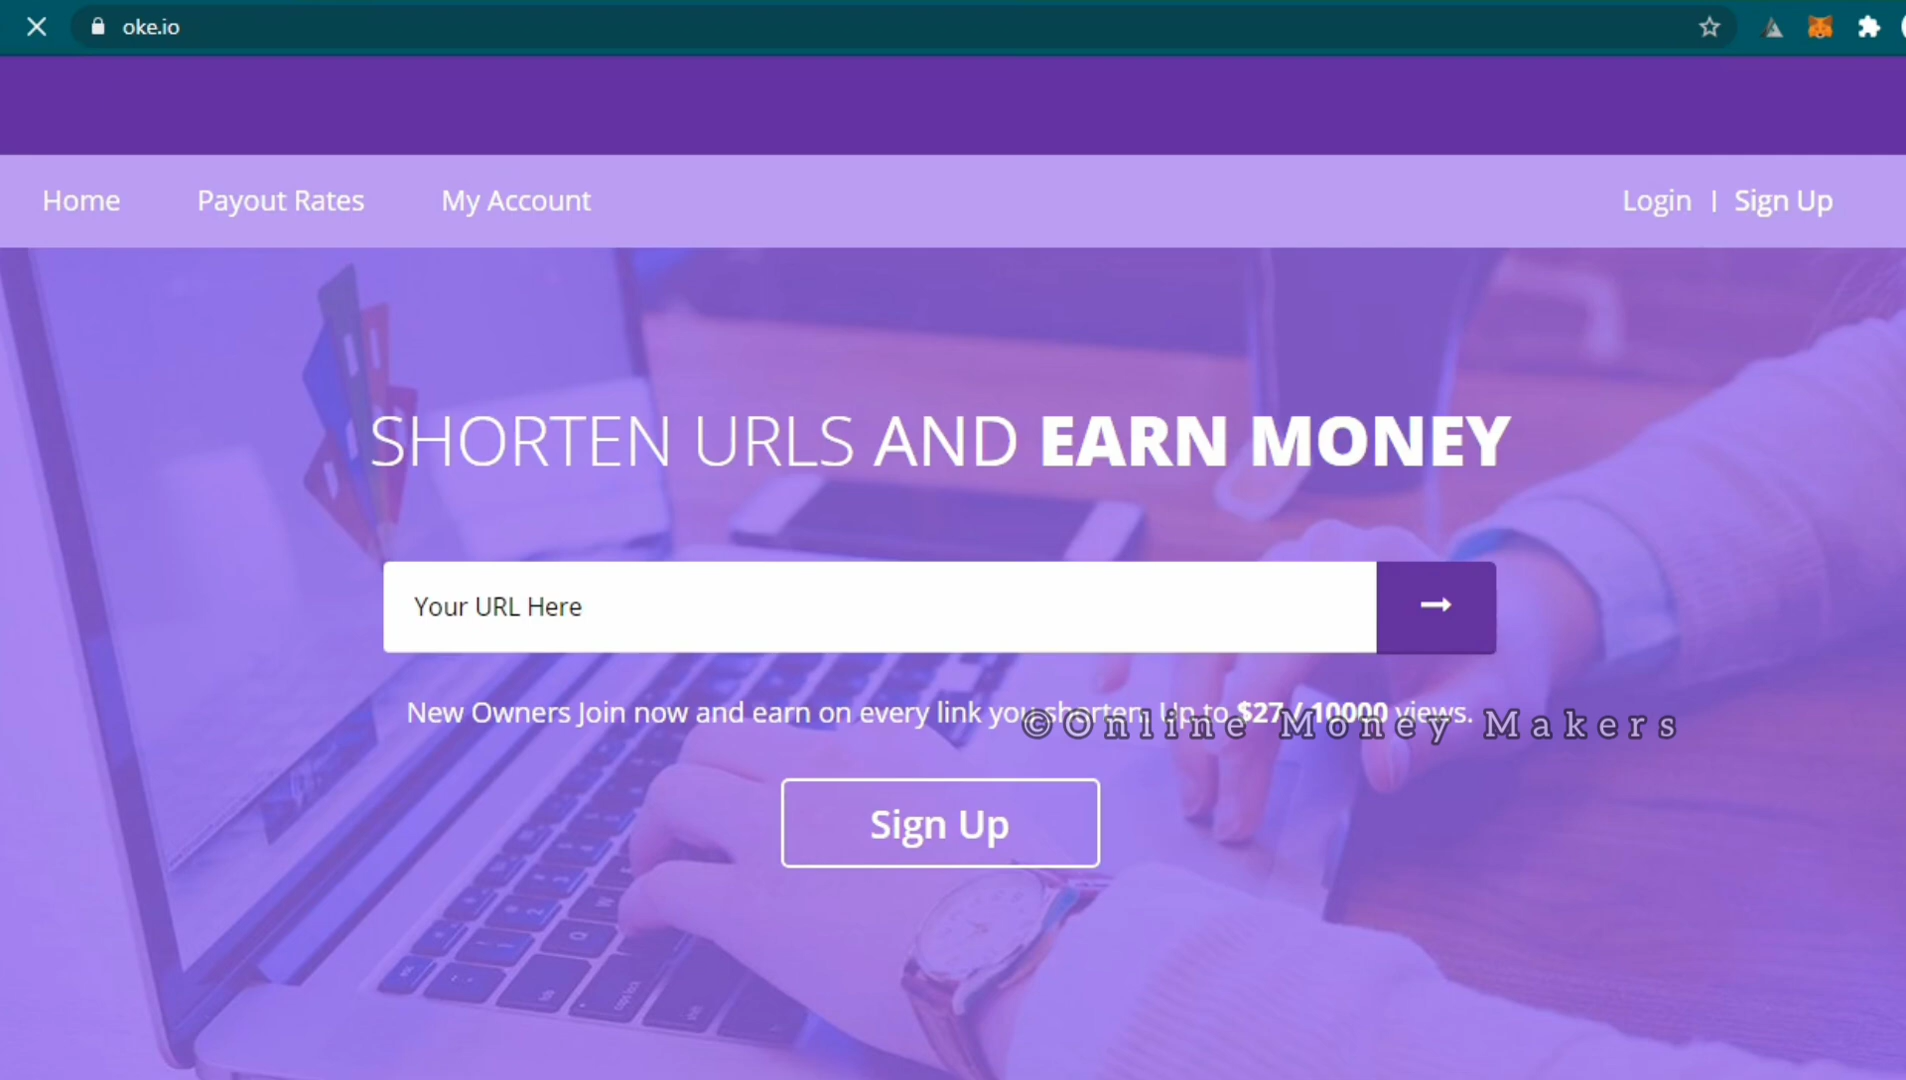 oke.io
Home Payout Rates My Account Login | Sign Up
SHORTEN URLS AND EARN MONEY
Your URL Here
New Owners Join now and earn on every link you shorten. Up to $27 / 10000 views.
©Online Money Makers
Sign Up